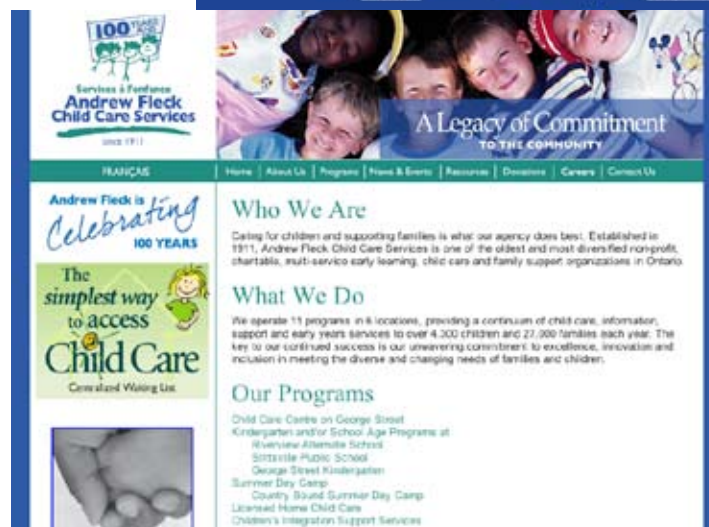 100 YEARS
Services à l'enfance
Andrew Fleck
Child Care Services
since 1911
A Legacy of Commitment
TO THE COMMUNITY
FRANÇAIS
Home | About Us | Programs | News & Events | Resources | Donations | Careers | Contact Us
Andrew Fleck is
Celebrating
100 YEARS
The
simplest way
to access
Child Care
Centralized Waiting List
Who We Are
Caring for children and supporting families is what our agency does best. Established in
1911, Andrew Fleck Child Care Services is one of the oldest and most diversified non-profit,
charitable, multi-service early learning, child care and family support organizations in Ontario.
What We Do
We operate 11 programs in 6 locations, providing a continuum of child care, information,
support and early years services to over 4,300 children and 27,000 families each year. The
key to our continued success is our unwavering commitment to excellence, innovation and
inclusion in meeting the diverse and changing needs of families and children.
Our Programs
Child Care Centre on George Street
Kindergarten and/or School Age Programs at
Riverview Alternate School
Stittsville Public School
George Street Kindergarten
Summer Day Camp
Country Bound Summer Day Camp
Licensed Home Child Care
Children's Integration Support Services